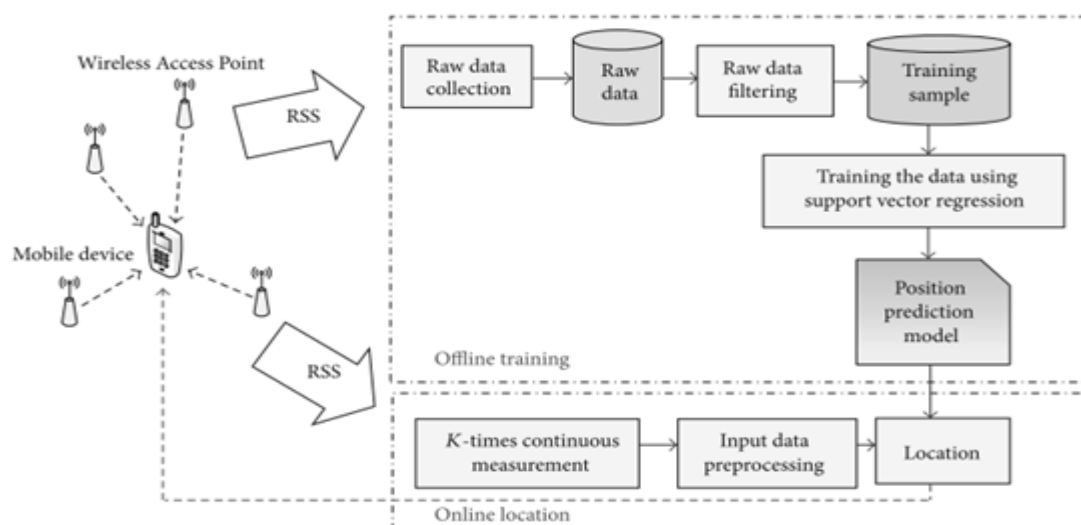 Wireless Access Point
RSS
Mobile device
RSS
Raw data
collection
Raw
data
Raw data
filtering
Training
sample
Training the data using
support vector regression
Position
prediction
model
Offline training
K-times continuous
measurement
Input data
preprocessing
Location
Online location